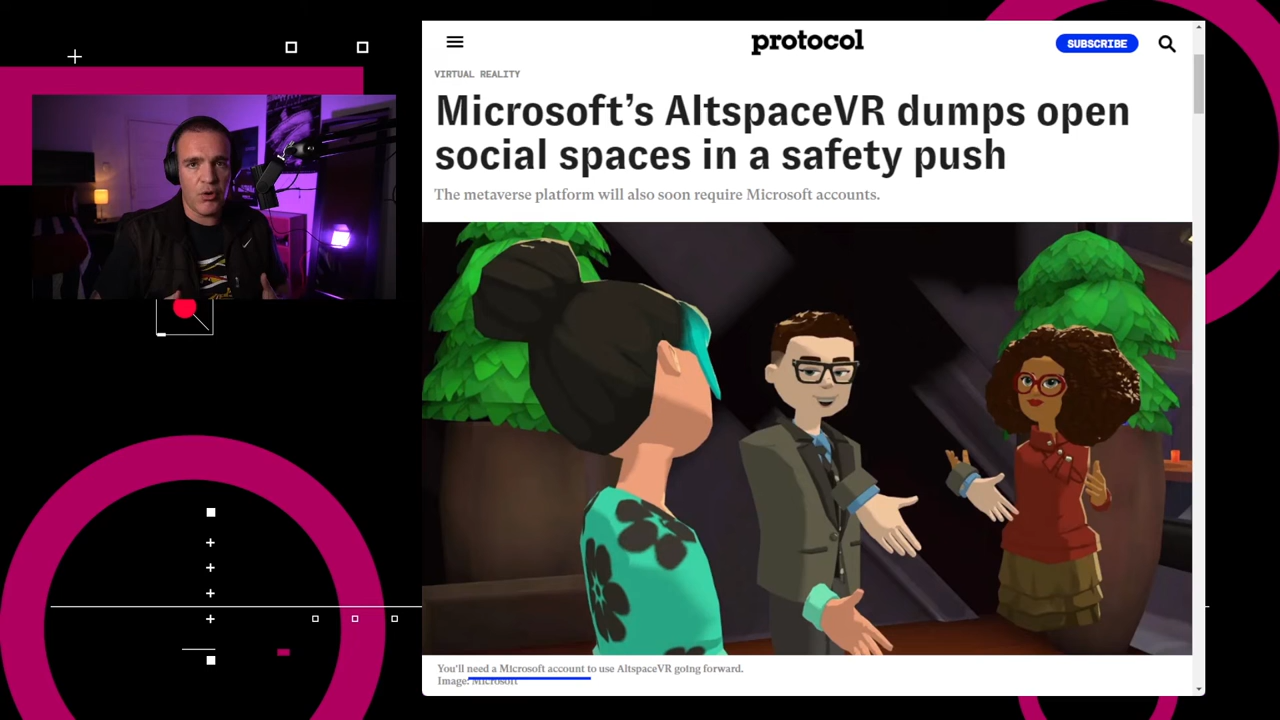 protocol
SUBSCRIBE
VIRTUAL REALITY
Microsoft's AltspaceVR dumps open
social spaces in a safety push
The metaverse platform will also soon require Microsoft accounts.
You'll need a Microsoft account to use AltspaceVR going forward.
Image: Microsoft